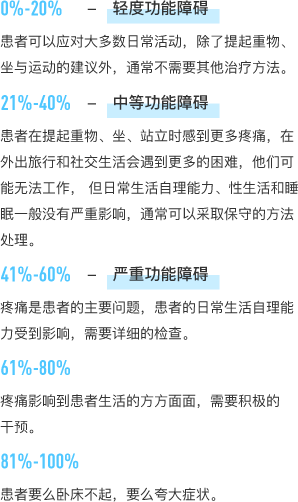 0%-20% – 轻度功能障碍
患者可以应对大多数日常活动，除了提起重物、
坐与运动的建议外，通常不需要其他治疗方法。
21%-40% – 中等功能障碍
患者在提起重物、坐、站立时感到更多疼痛，在
外出旅行和社交生活会遇到更多的困难，他们可
能无法工作， 但日常生活自理能力、性生活和睡
眠一般没有严重影响，通常可以采取保守的方法
处理。
41%-60% – 严重功能障碍
疼痛是患者的主要问题，患者的日常生活自理能
力受到影响，需要详细的检查。
61%-80%
疼痛影响到患者生活的方方面面，需要积极的
干预。
81%-100%
患者要么卧床不起，要么夸大症状。